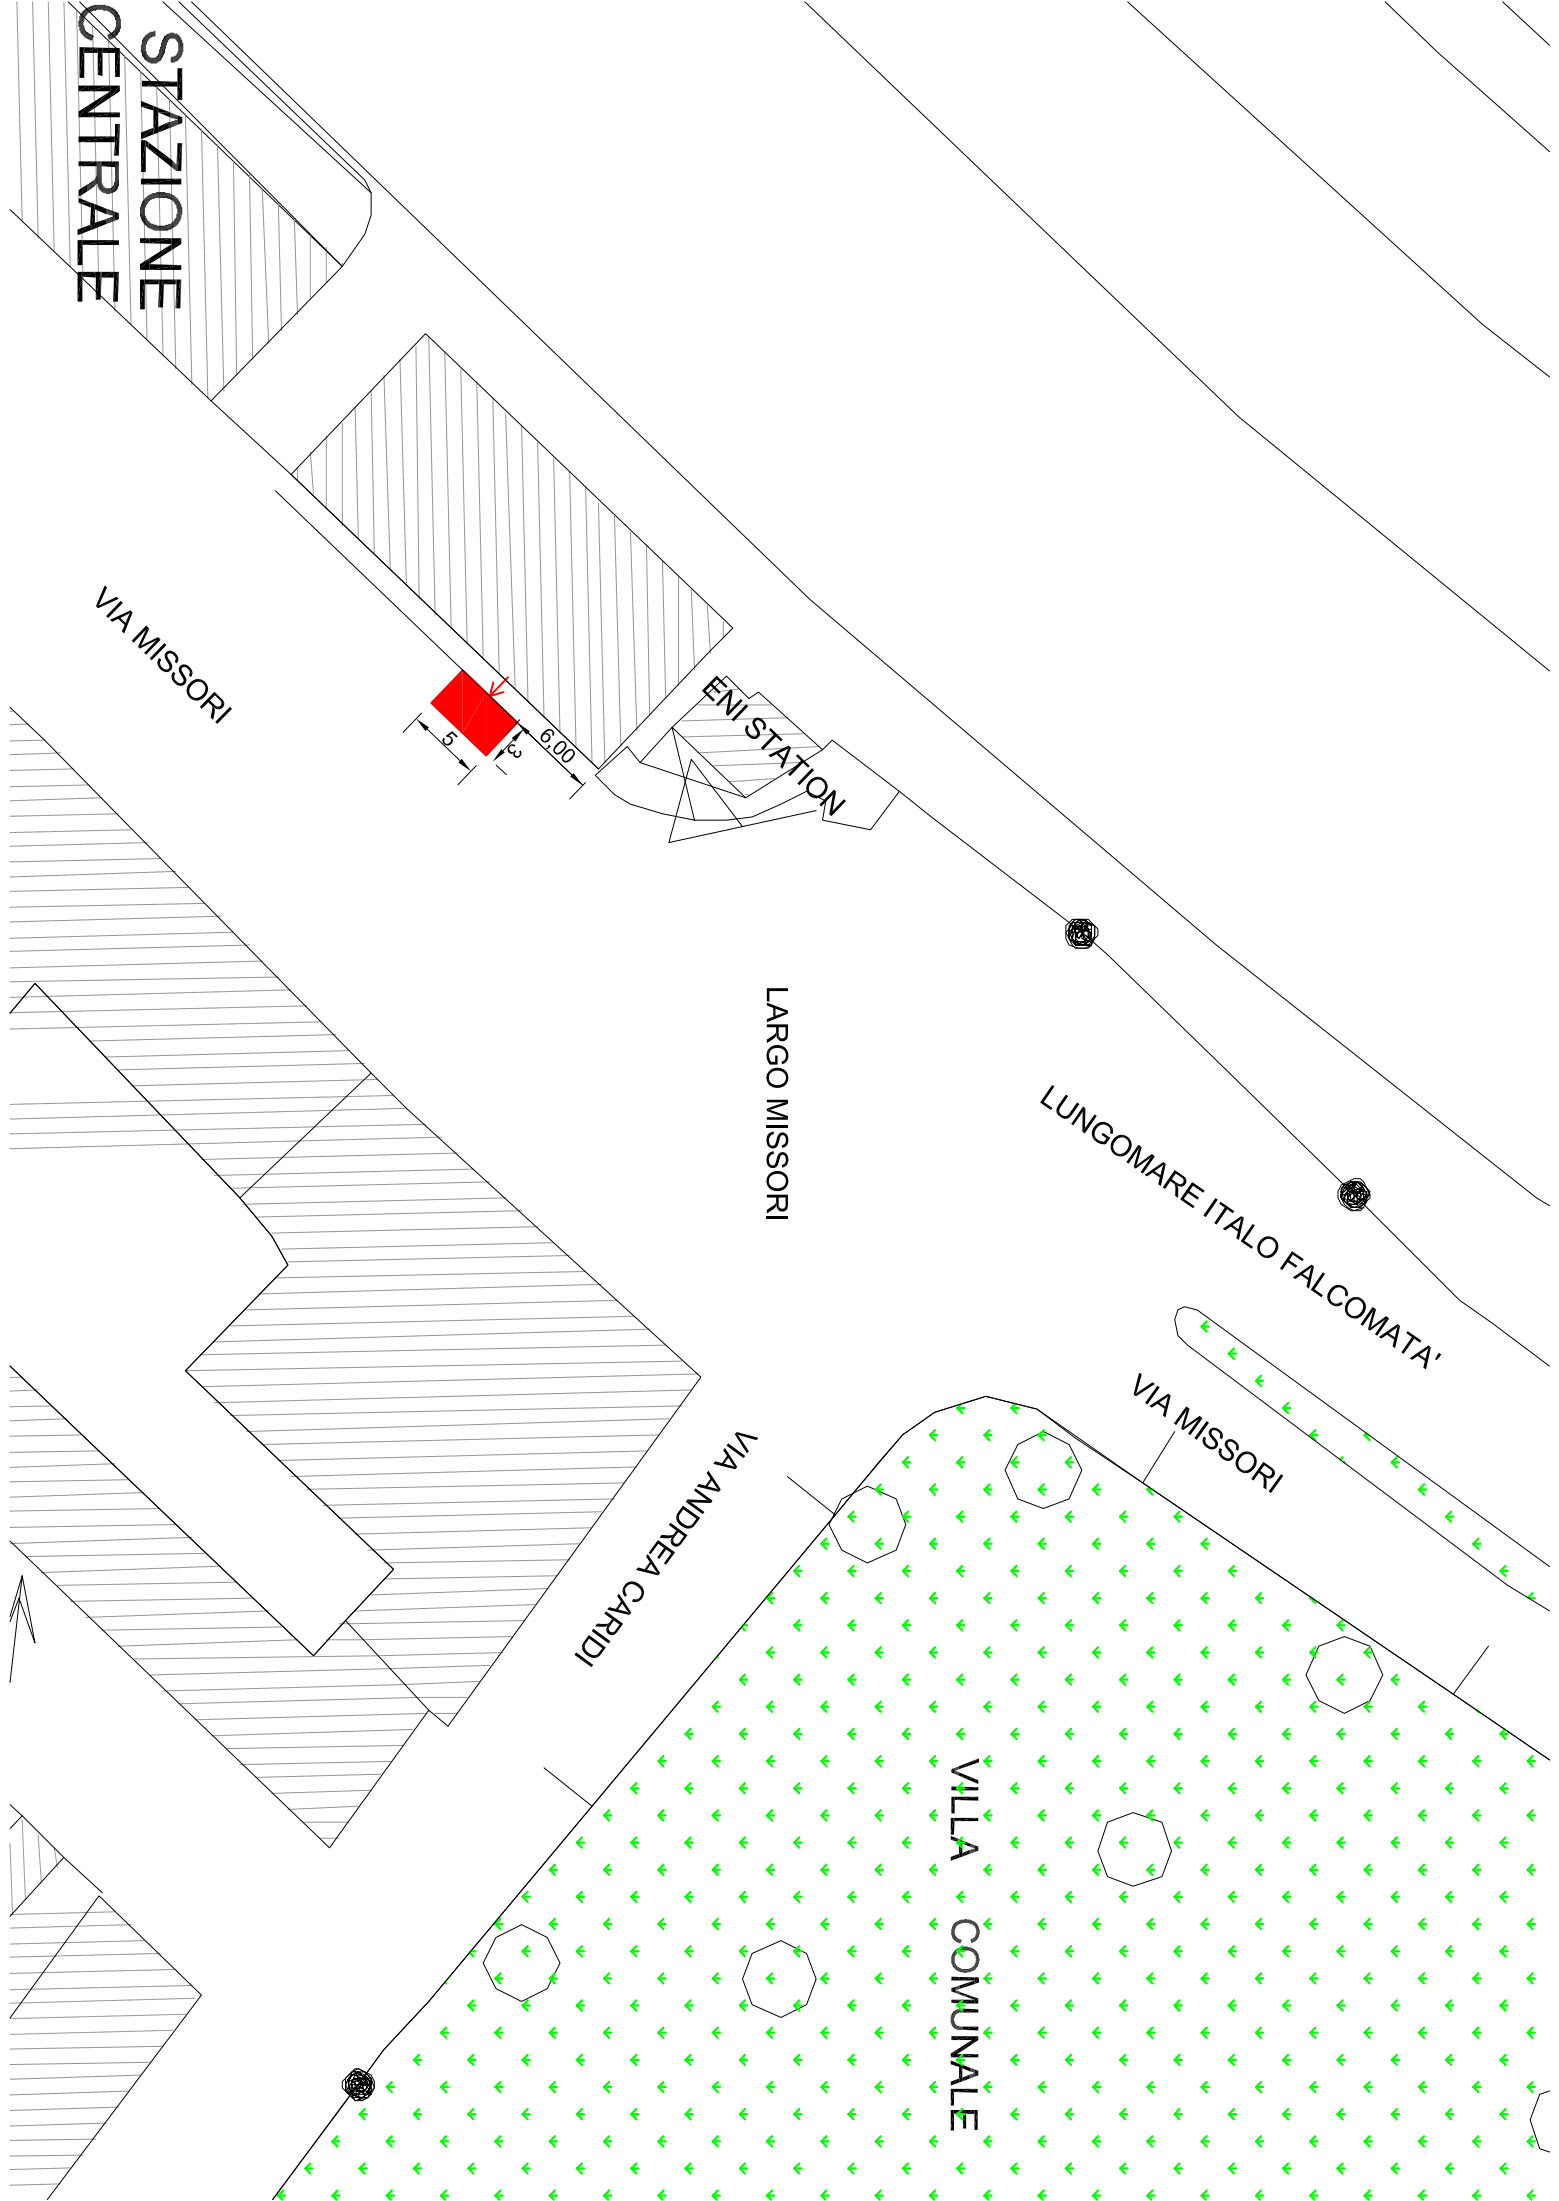 STAZIONE
CENTRALE
VIA MISSORI
ENI STATION
6,00
5
3
LARGO MISSORI
LUNGOMARE ITALO FALCOMATA'
VIA MISSORI
VIA ANDREA CARIDI
VILLA COMUNALE